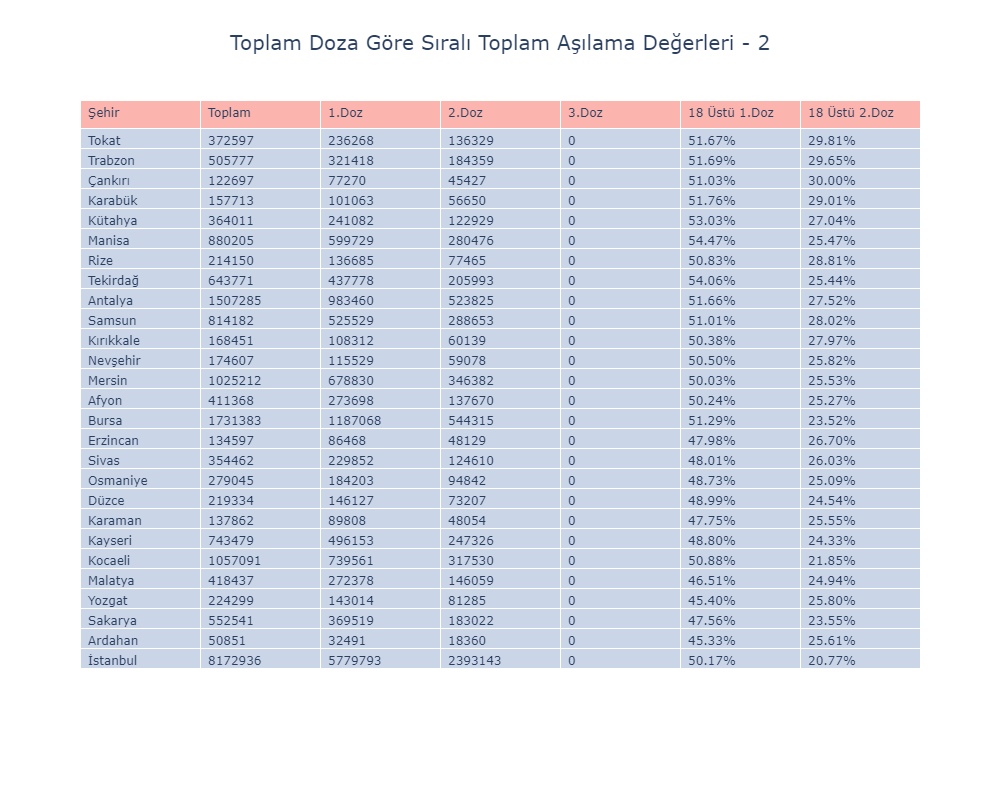 Toplam Doza Göre Sıralı Toplam Aşılama Değerleri - 2
Şehir Toplam 1.Doz 2.Doz 3.Doz 18 Üstü 1.Doz 18 Üstü 2.Doz
Tokat 372597 236268 136329 0 51.67% 29.81%
Trabzon 505777 321418 184359 0 51.69% 29.65%
Çankırı 122697 77270 45427 0 51.03% 30.00%
Karabük 157713 101063 56650 0 51.76% 29.01%
Kütahya 364011 241082 122929 0 53.03% 27.04%
Manisa 880205 599729 280476 0 54.47% 25.47%
Rize 214150 136685 77465 0 50.83% 28.81%
Tekirdağ 643771 437778 205993 0 54.06% 25.44%
Antalya 1507285 983460 523825 0 51.66% 27.52%
Samsun 814182 525529 288653 0 51.01% 28.02%
Kırıkkale 168451 108312 60139 0 50.38% 27.97%
Nevşehir 174607 115529 59078 0 50.50% 25.82%
Mersin 1025212 678830 346382 0 50.03% 25.53%
Afyon 411368 273698 137670 0 50.24% 25.27%
Bursa 1731383 1187068 544315 0 51.29% 23.52%
Erzincan 134597 86468 48129 0 47.98% 26.70%
Sivas 354462 229852 124610 0 48.01% 26.03%
Osmaniye 279045 184203 94842 0 48.73% 25.09%
Düzce 219334 146127 73207 0 48.99% 24.54%
Karaman 137862 89808 48054 0 47.75% 25.55%
Kayseri 743479 496153 247326 0 48.80% 24.33%
Kocaeli 1057091 739561 317530 0 50.88% 21.85%
Malatya 418437 272378 146059 0 46.51% 24.94%
Yozgat 224299 143014 81285 0 45.40% 25.80%
Sakarya 552541 369519 183022 0 47.56% 23.55%
Ardahan 50851 32491 18360 0 45.33% 25.61%
İstanbul 8172936 5779793 2393143 0 50.17% 20.77%